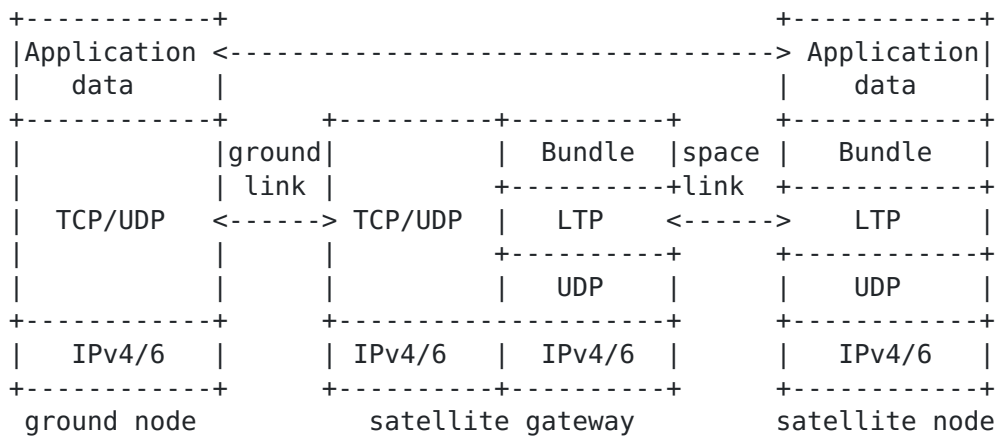 +------------+                                    +------------+
|Application <-----------------------------------> Application|
|   data     |                                    |    data    |
+------------+      +----------+----------+      +------------+
|            |ground|          |  Bundle  |space |   Bundle   |
|            | link |          +----------+link  +------------+
|  TCP/UDP   <------> TCP/UDP  |   LTP    <------>    LTP     |
|            |      |          +----------+      +------------+
|            |      |          |   UDP    |      |    UDP     |
+------------+      +---------------------+      +------------+
|   IPv4/6   |      | IPv4/6   |  IPv4/6  |      |   IPv4/6   |
+------------+      +----------+----------+      +------------+
 ground node         satellite gateway         satellite node